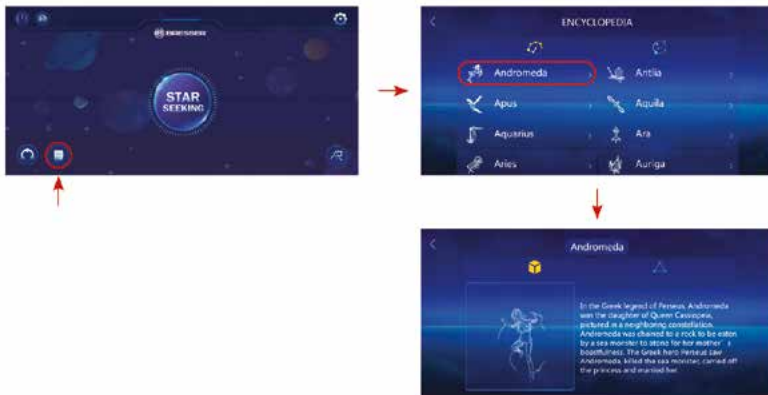 BRESSER
STAR
SEEKING
ENCYCLOPEDIA
Andromeda
Antlia
Apus
Aquila
Aquarius
Ara
Aries
Auriga
Andromeda
In the Greek legend of Perseus, Andromeda
was the daughter of Queen Cassiopeia,
pictured in a neighboring constellation.
Andromeda was chained to a rock to be eaten
by a sea monster to atone for her mother' s
boastfulness. The Greek hero Perseus saw
Andromeda, killed the sea monster, carried off
the princess and married her.